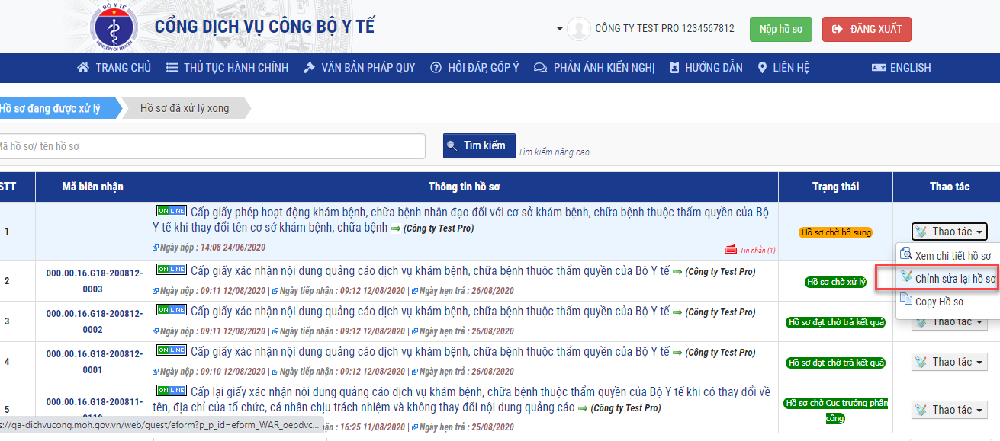 BỘ Y TẾ
MINISTRY OF HEALTH
CỔNG DỊCH VỤ CÔNG BỘ Y TẾ
CÔNG TY TEST PRO 1234567812
Nộp hồ sơ
ĐĂNG XUẤT
TRANG CHỦ
THỦ TỤC HÀNH CHÍNH
VĂN BẢN PHÁP QUY
HỎI ĐÁP, GÓP Ý
PHẢN ÁNH KIẾN NGHỊ
HƯỚNG DẪN
LIÊN HỆ
ENGLISH
Hồ sơ đang được xử lý
Hồ sơ đã xử lý xong
Mã hồ sơ/ tên hồ sơ
Tìm kiếm
Tìm kiếm nâng cao
STT
Mã biên nhận
Thông tin hồ sơ
Trạng thái
Thao tác
1
ONLINE Cấp giấy phép hoạt động khám bệnh, chữa bệnh nhân đạo đối với cơ sở khám bệnh, chữa bệnh thuộc thẩm quyền của Bộ
Y tế khi thay đổi tên cơ sở khám bệnh, chữa bệnh (Công ty Test Pro)
Ngày nộp : 14:08 24/06/2020
Tin nhắn (1)
Hồ sơ chờ bổ sung
Thao tác
Xem chi tiết hồ sơ
Chỉnh sửa lại hồ sơ
Copy Hồ sơ
2
000.00.16.G18-200812-
0003
ONLINE Cấp giấy xác nhận nội dung quảng cáo dịch vụ khám bệnh, chữa bệnh thuộc thẩm quyền của Bộ Y tế (Công ty Test Pro)
Ngày nộp : 09:11 12/08/2020 | Ngày tiếp nhận : 09:12 12/08/2020 | Ngày hẹn trả : 26/08/2020
Hồ sơ chờ xử lý
3
000.00.16.G18-200812-
0002
ONLINE Cấp giấy xác nhận nội dung quảng cáo dịch vụ khám bệnh, chữa bệnh thuộc thẩm quyền của Bộ Y tế (Công ty Test Pro)
Ngày nộp : 09:11 12/08/2020 | Ngày tiếp nhận : 09:12 12/08/2020 | Ngày hẹn trả : 26/08/2020
Hồ sơ đạt chờ trả kết quả
Thao tác
4
000.00.16.G18-200812-
0001
ONLINE Cấp giấy xác nhận nội dung quảng cáo dịch vụ khám bệnh, chữa bệnh thuộc thẩm quyền của Bộ Y tế (Công ty Test Pro)
Ngày nộp : 09:10 12/08/2020 | Ngày tiếp nhận : 09:12 12/08/2020 | Ngày hẹn trả : 26/08/2020
Hồ sơ đạt chờ trả kết quả
Thao tác
5
000.00.16.G18-200811-
ONLINE Cấp lại giấy xác nhận nội dung quảng cáo dịch vụ khám bệnh, chữa bệnh thuộc thẩm quyền của Bộ Y tế khi có thay đổi về
tên, địa chỉ của tổ chức, cá nhân chịu trách nhiệm và không thay đổi nội dung quảng cáo (Công ty Test Pro)
: 16:25 11/08/2020 | Ngày hẹn trả : 25/08/2020
Hồ sơ chờ Cục trưởng phân
công
Thao tác
s://qa-dichvucong.moh.gov.vn/web/guest/eform?p_p_id=eform_WAR_oepdvc...